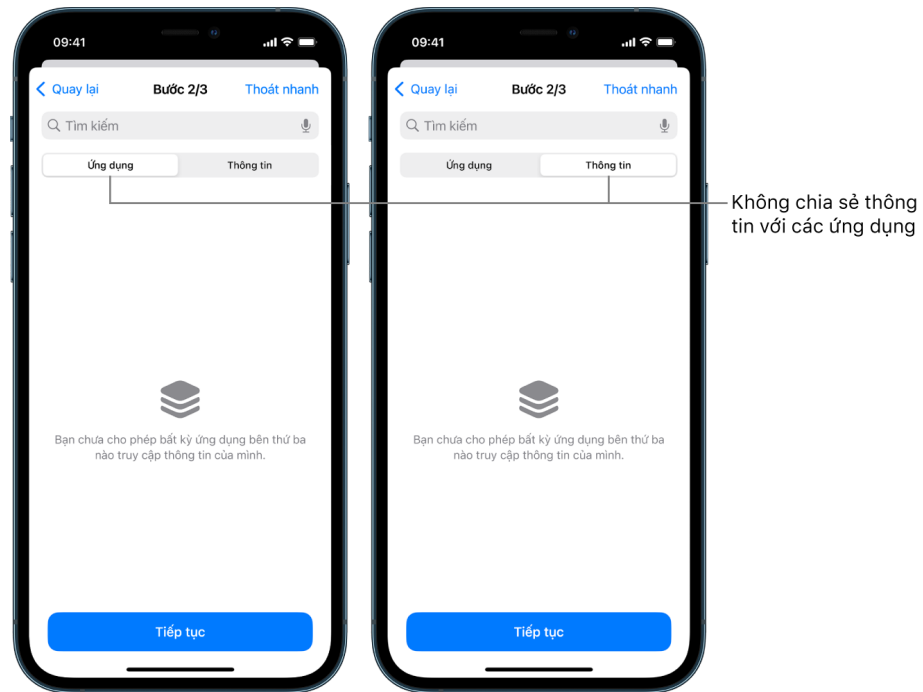 09:41
Quay lại
Bước 2/3
Thoát nhanh
Tìm kiếm
Ứng dụng
Thông tin
Bạn chưa cho phép bất kỳ ứng dụng bên thứ ba
nào truy cập thông tin của mình.
Tiếp tục
09:41
Quay lại
Bước 2/3
Thoát nhanh
Tìm kiếm
Ứng dụng
Thông tin
Bạn chưa cho phép bất kỳ ứng dụng bên thứ ba
nào truy cập thông tin của mình.
Tiếp tục
Không chia sẻ thông
tin với các ứng dụng